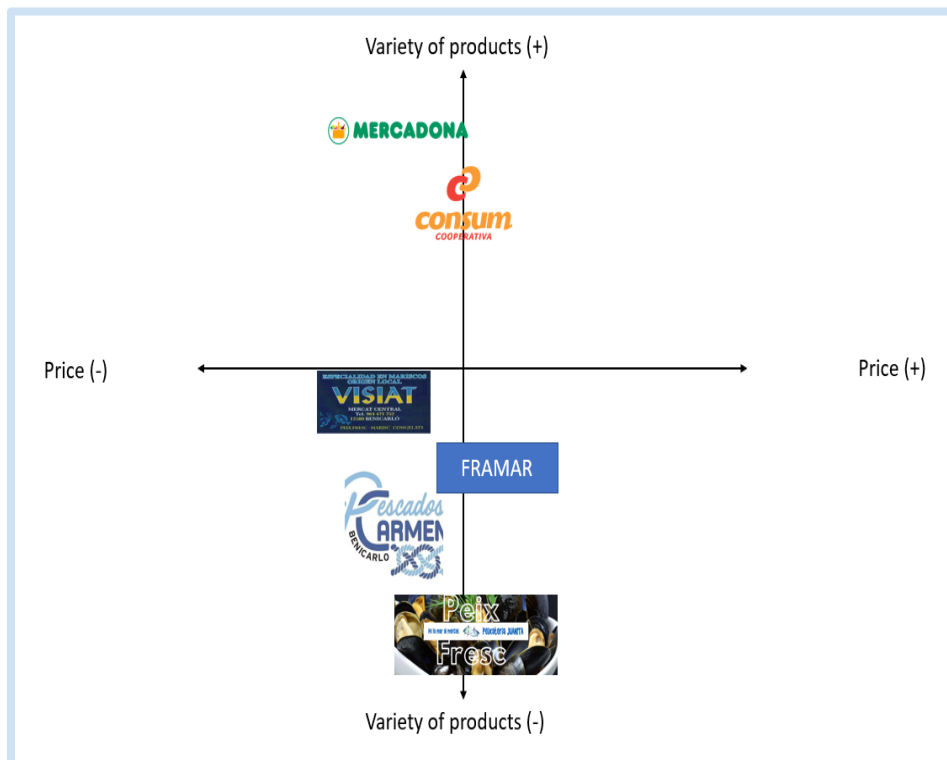 Variety of products (+)
MERCADONA
consum
COOPERATIVA
Price (-)
Price (+)
ESPECIALIDAD EN MARISCOS
ORIGEN LOCAL
VISIAT
MERCAT CENTRAL
BENICARLO
FRAMAR
Pescados
CARMEN
BENICARLO
Peix
Peixateria JUANITA
Fresc
Variety of products (-)